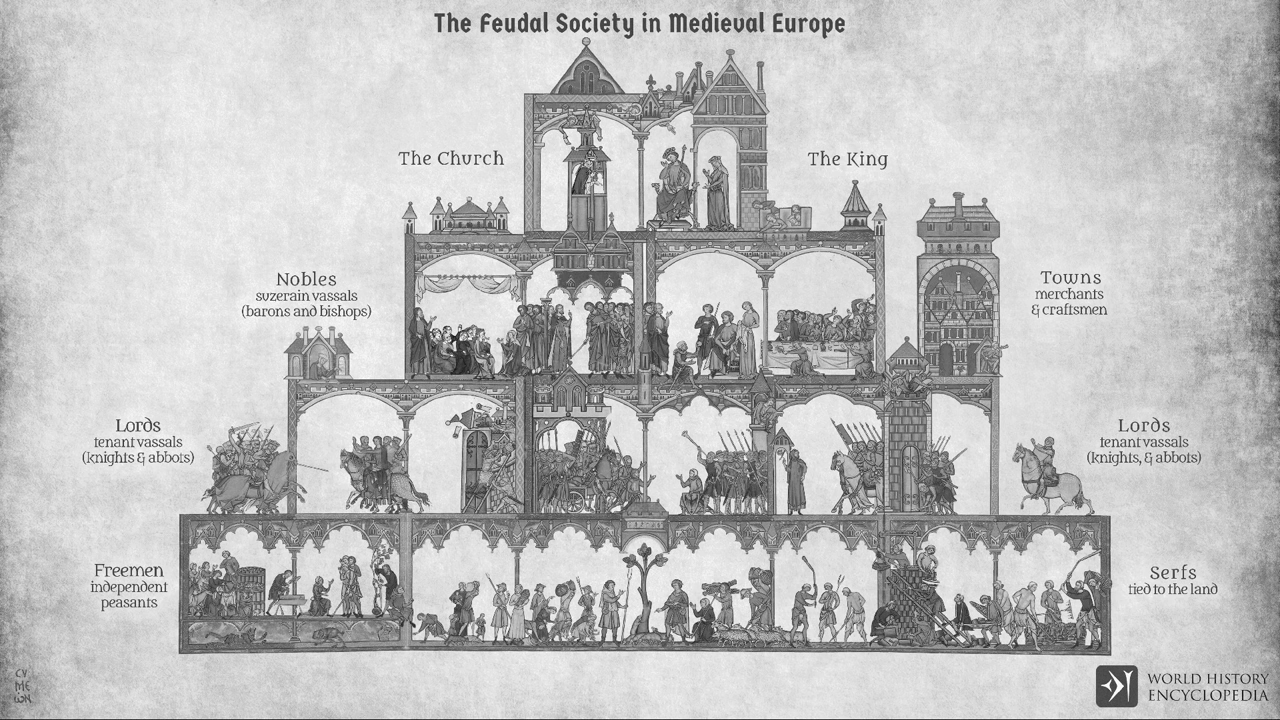 The Feudal Society in Medieval Europe
The Church
The King
Nobles
suzerain vassals
(barons and bishops)
Towns
merchants
& craftsmen
Lords
tenant vassals
(knights & abbots)
Lords
tenant vassals
(knights, & abbots)
Freemen
independent
peasants
Serfs
tied to the land
CV
ME
WORLD HISTORY
ENCYCLOPEDIA